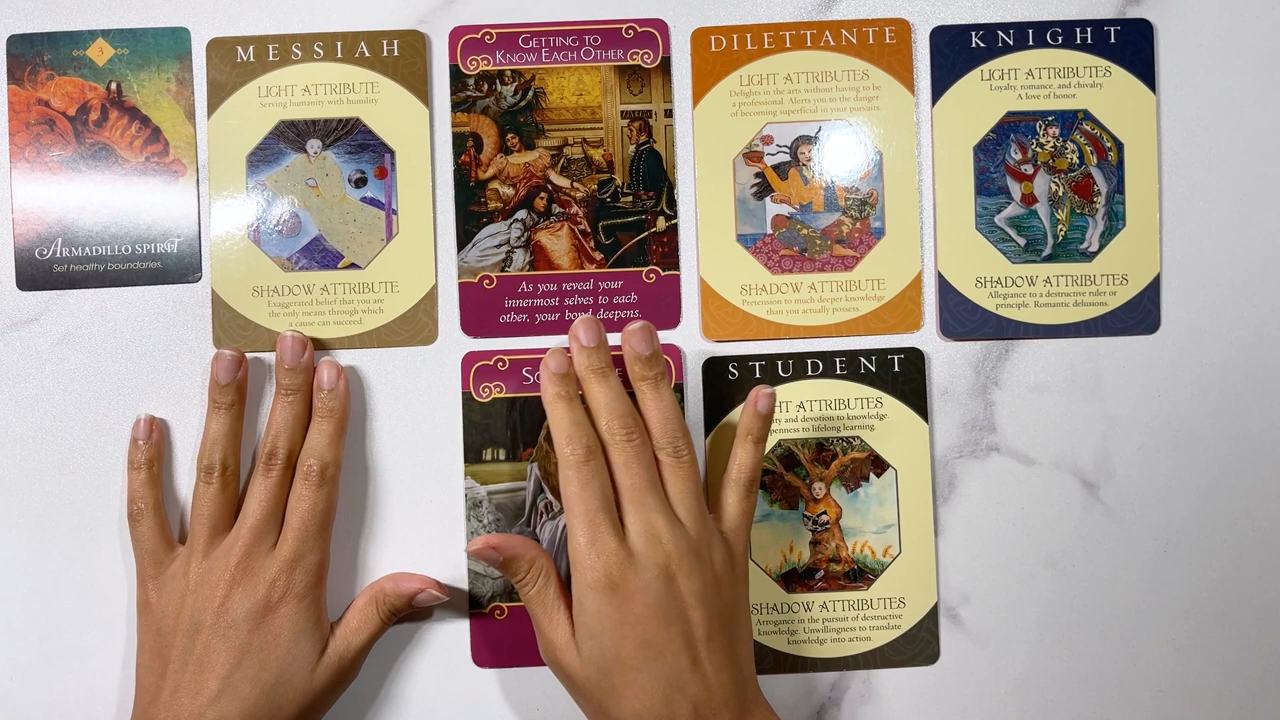 3
ARMADILLO SPIRIT
Set healthy boundaries.
MESSIAH
LIGHT ATTRIBUTE
Serving humanity with humility.
SHADOW ATTRIBUTE
Exaggerated belief that you are
the only means through which
a cause can succeed.
GETTING TO
KNOW EACH OTHER
As you reveal your
innermost selves to each
other, your bond deepens.
DILETTANTE
LIGHT ATTRIBUTES
Delights in the arts without having to be
a professional. Alerts you to the danger
of becoming superficial in your pursuits.
SHADOW ATTRIBUTE
Pretension to much deeper knowledge
than you actually possess.
KNIGHT
LIGHT ATTRIBUTES
Loyalty, romance, and chivalry.
A love of honor.
SHADOW ATTRIBUTES
Allegiance to a destructive ruler or
principle. Romantic delusions.
STUDENT
ATTRIBUTES
and devotion to knowledge.
to lifelong learning.
SHADOW ATTRIBUTES
Arrogance in the pursuit of destructive
knowledge. Unwillingness to translate
knowledge into action.